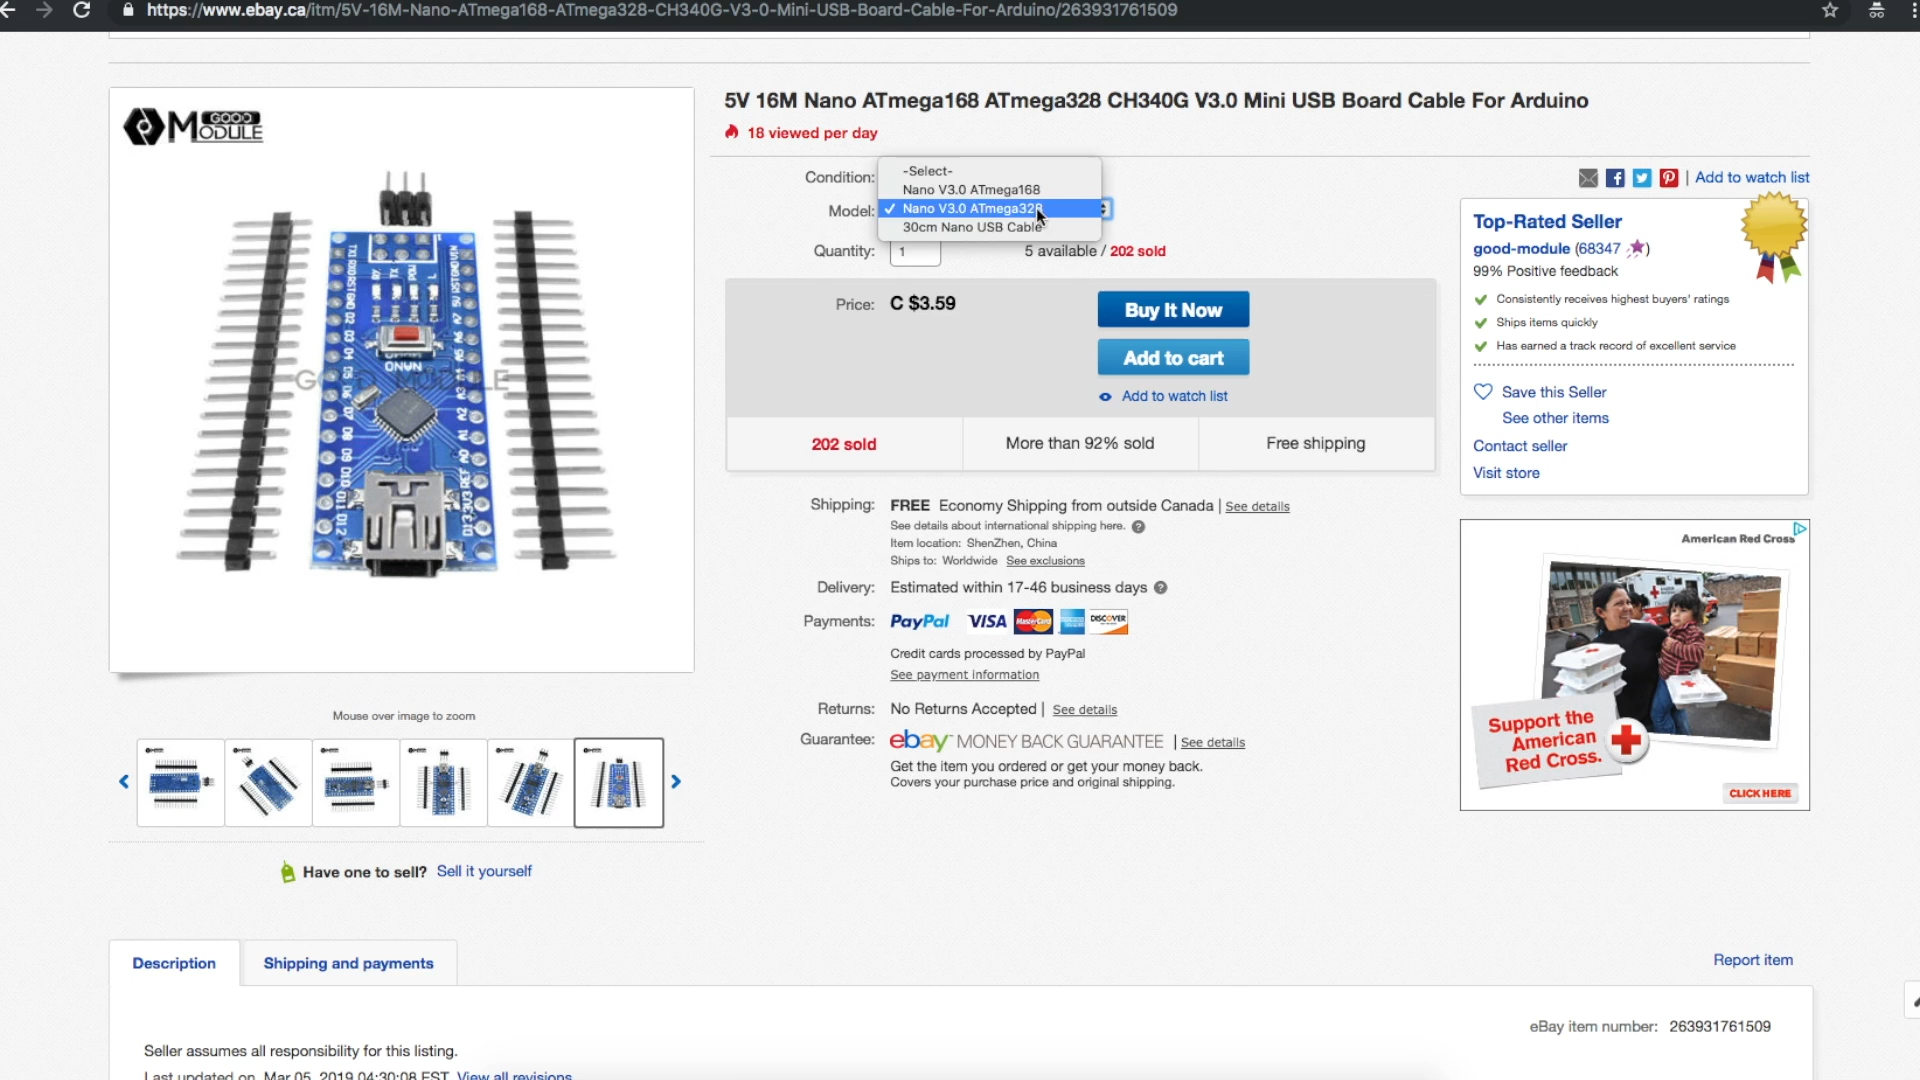 https://www.ebay.ca/itm/5V-16M-Nano-ATmega168-ATmega328-CH340G-V3-0-Mini-USB-Board-Cable-For-Arduino/263931761509
GOOD
MODULE
5V 16M Nano ATmega168 ATmega328 CH340G V3.0 Mini USB Board Cable For Arduino
18 viewed per day
Condition:
-Select-
Nano V3.0 ATmega168
Model:
✓ Nano V3.0 ATmega328
30cm Nano USB Cable
Quantity:
1
5 available / 202 sold
Price:
C $3.59
Buy It Now
Add to cart
Add to watch list
202 sold
More than 92% sold
Free shipping
Shipping:
FREE Economy Shipping from outside Canada | See details
See details about international shipping here.
Item location: ShenZhen, China
Ships to: Worldwide See exclusions
Delivery:
Estimated within 17-46 business days
Payments:
PayPal VISA MasterCard DISCOVER
Credit cards processed by PayPal
See payment information
Returns:
No Returns Accepted | See details
Guarantee:
ebay MONEY BACK GUARANTEE | See details
Get the item you ordered or get your money back.
Covers your purchase price and original shipping.
| Add to watch list
Top-Rated Seller
good-module (68347 )
99% Positive feedback
Consistently receives highest buyers' ratings
Ships items quickly
Has earned a track record of excellent service
Save this Seller
See other items
Contact seller
Visit store
American Red Cross
Support the
American
Red Cross.
CLICK HERE
Mouse over image to zoom
Have one to sell? Sell it yourself
Description
Shipping and payments
Report item
eBay item number: 263931761509
Seller assumes all responsibility for this listing.
Last updated on Mar 05, 2019 04:30:08 EST View all revisions